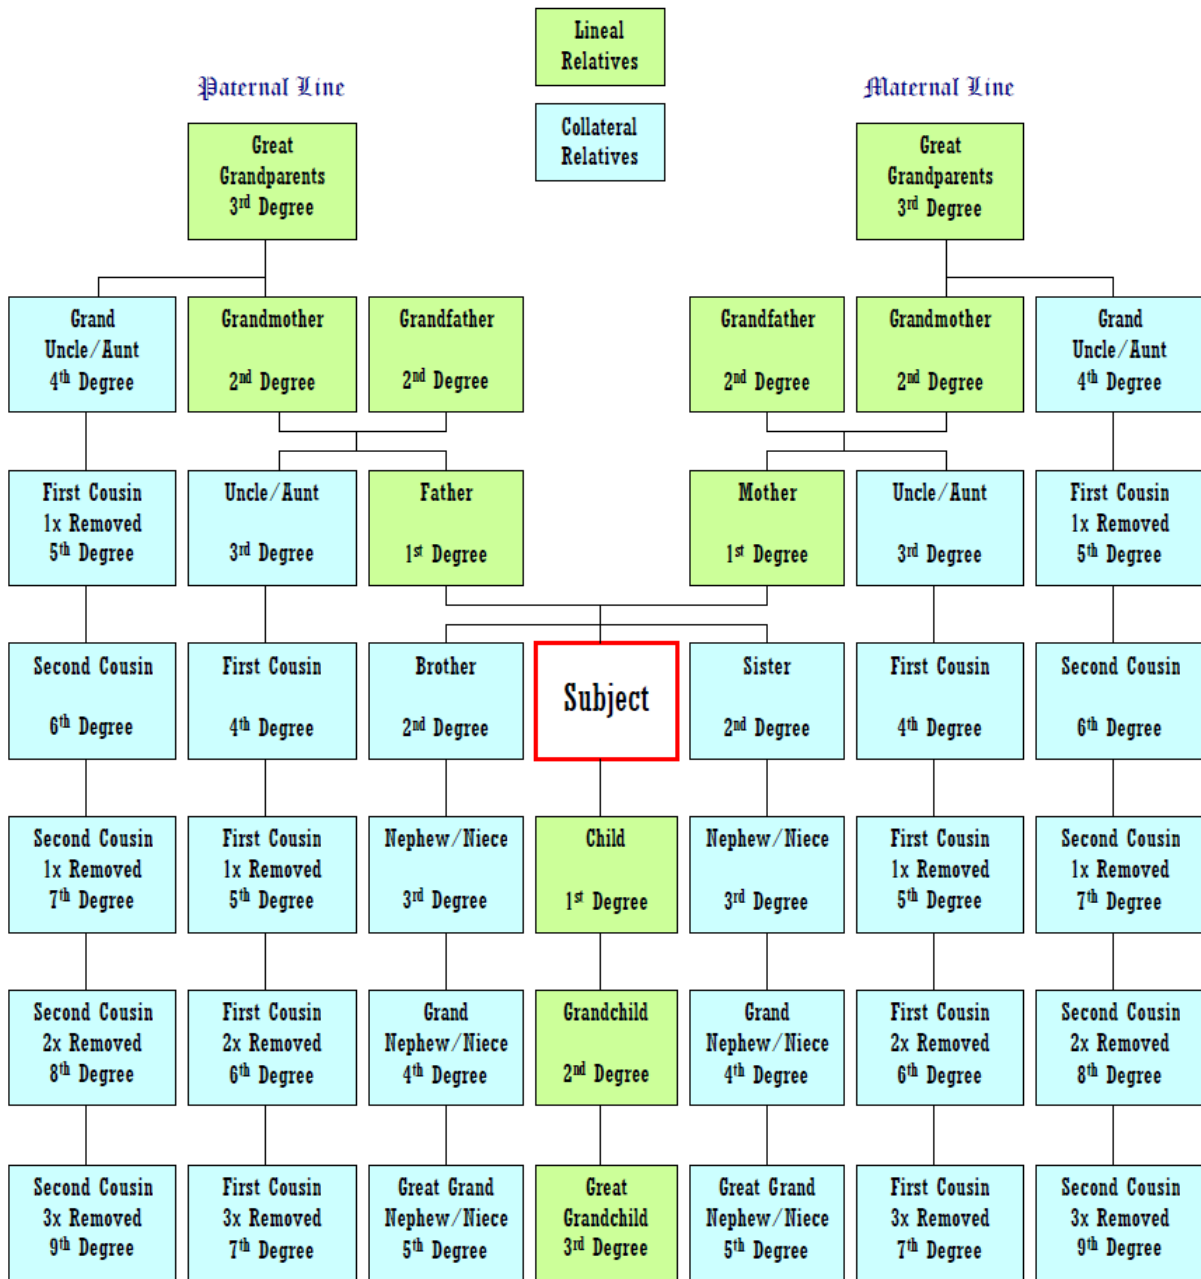 Lineal
Relatives
Paternal Line
Maternal Line
Collateral
Relatives
Great
Grandparents
3rd Degree
Great
Grandparents
3rd Degree
Grand
Uncle/Aunt
4th Degree
Grandmother
2nd Degree
Grandfather
2nd Degree
Grandfather
2nd Degree
Grandmother
2nd Degree
Grand
Uncle/Aunt
4th Degree
First Cousin
1x Removed
5th Degree
Uncle/Aunt
3rd Degree
Father
1st Degree
Mother
1st Degree
Uncle/Aunt
3rd Degree
First Cousin
1x Removed
5th Degree
Second Cousin
6th Degree
First Cousin
4th Degree
Brother
2nd Degree
Subject
Sister
2nd Degree
First Cousin
4th Degree
Second Cousin
6th Degree
Second Cousin
1x Removed
7th Degree
First Cousin
1x Removed
5th Degree
Nephew/Niece
3rd Degree
Child
1st Degree
Nephew/Niece
3rd Degree
First Cousin
1x Removed
5th Degree
Second Cousin
1x Removed
7th Degree
Second Cousin
2x Removed
8th Degree
First Cousin
2x Removed
6th Degree
Grand
Nephew/Niece
4th Degree
Grandchild
2nd Degree
Grand
Nephew/Niece
4th Degree
First Cousin
2x Removed
6th Degree
Second Cousin
2x Removed
8th Degree
Second Cousin
3x Removed
9th Degree
First Cousin
3x Removed
7th Degree
Great Grand
Nephew/Niece
5th Degree
Great
Grandchild
3rd Degree
Great Grand
Nephew/Niece
5th Degree
First Cousin
3x Removed
7th Degree
Second Cousin
3x Removed
9th Degree